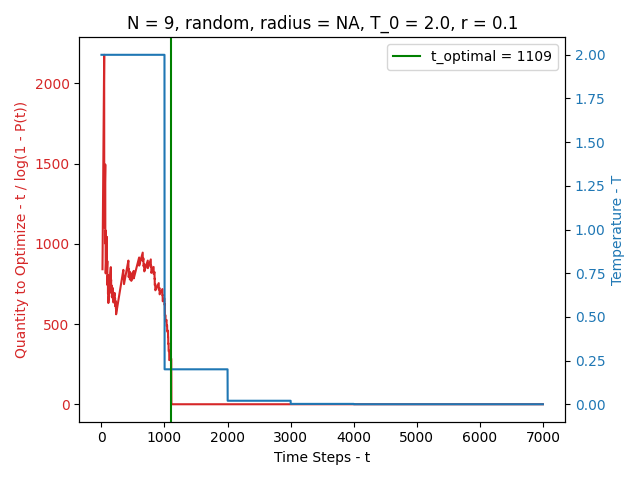 N = 9, random, radius = NA, T_0 = 2.0, r = 0.1
t_optimal = 1109
Quantity to Optimize - t / log(1 - P(t))
2000
1500
1000
500
0
2.00
1.75
1.50
1.25
1.00
0.75
0.50
0.25
0.00
Temperature - T
0 1000 2000 3000 4000 5000 6000 7000
Time Steps - t